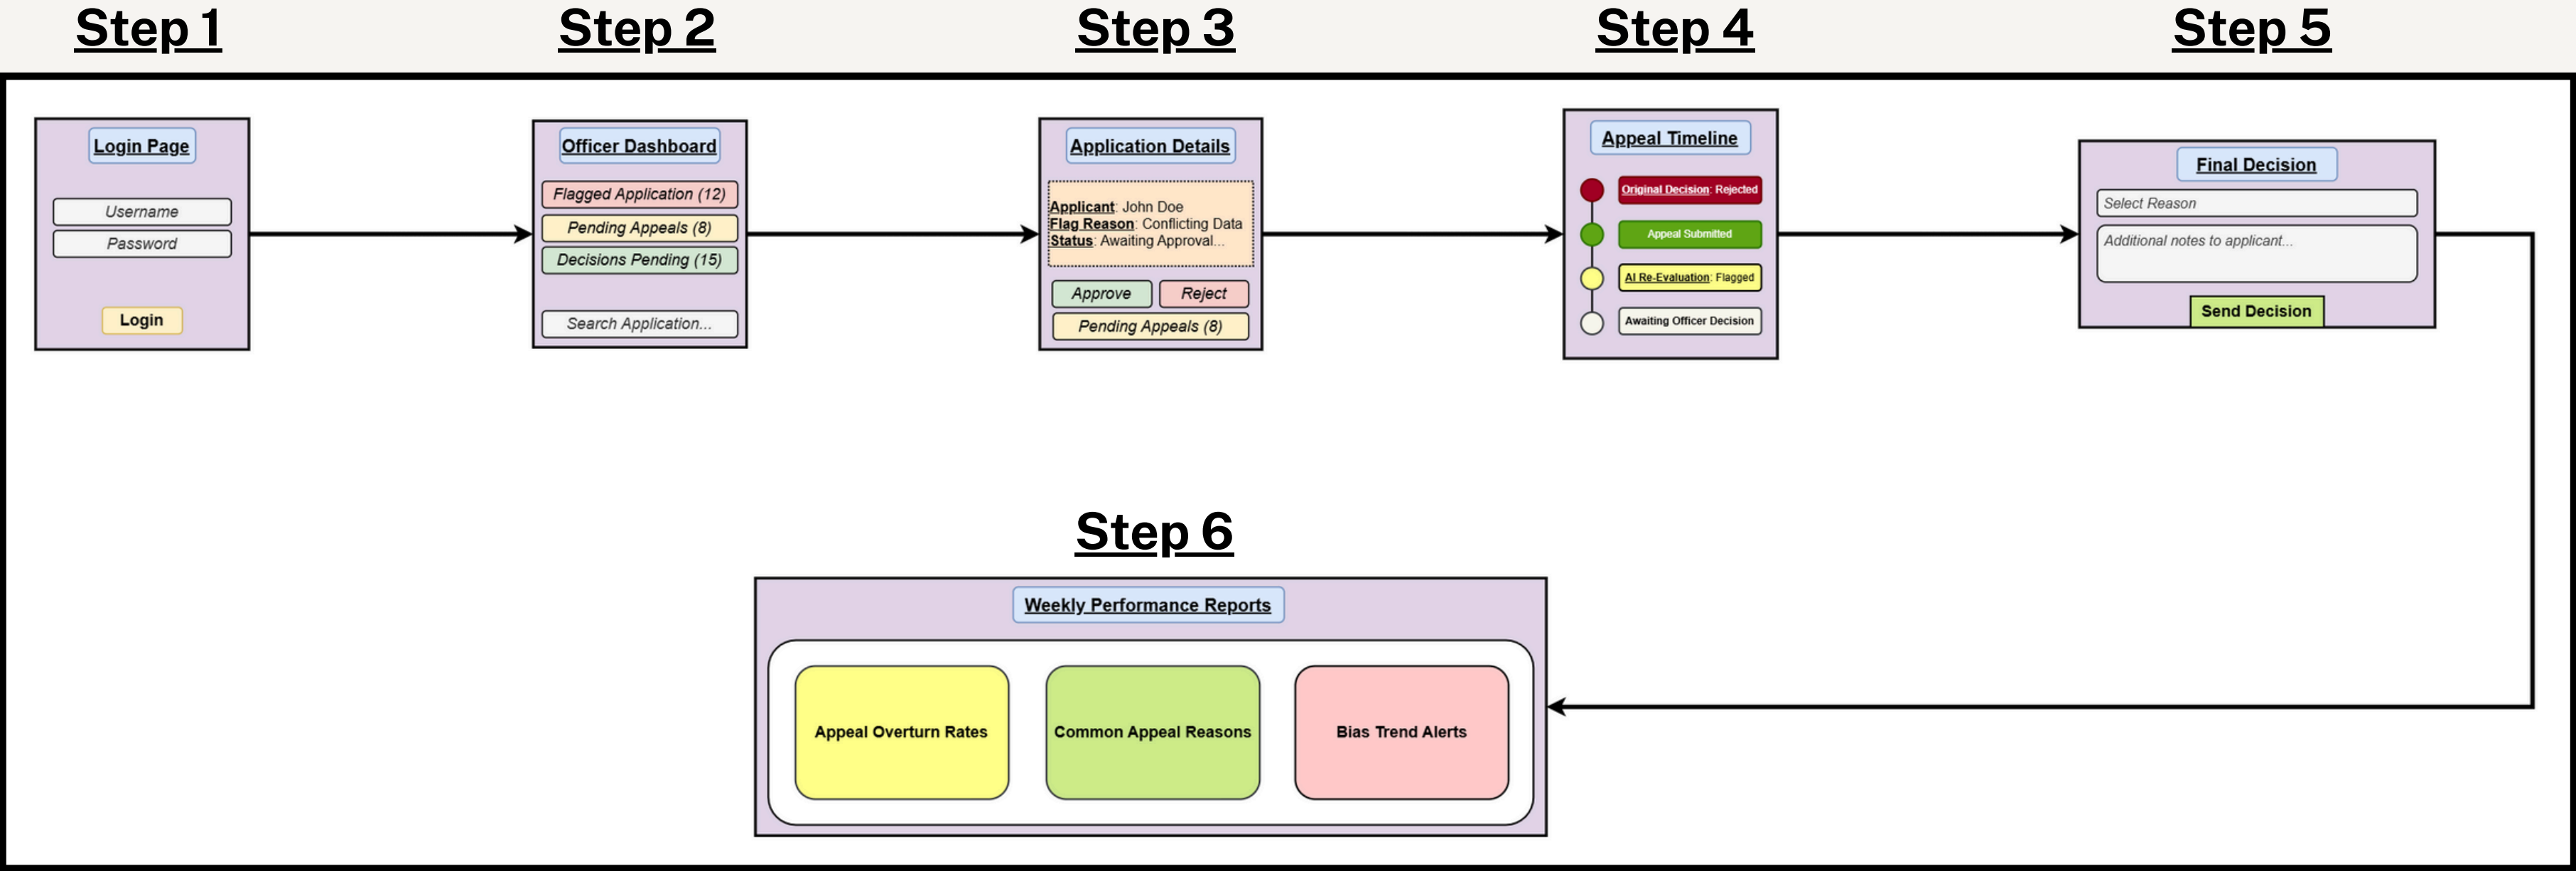 Step 1
Step 2
Step 3
Step 4
Step 5
Login Page
Username
Password
Login
Officer Dashboard
Flagged Application (12)
Pending Appeals (8)
Decisions Pending (15)
Search Application...
Application Details
Applicant: John Doe
Flag Reason: Conflicting Data
Status: Awaiting Approval...
Approve
Reject
Pending Appeals (8)
Appeal Timeline
Original Decision: Rejected
Appeal Submitted
AI Re-Evaluation: Flagged
Awaiting Officer Decision
Final Decision
Select Reason
Additional notes to applicant...
Send Decision
Step 6
Weekly Performance Reports
Appeal Overturn Rates
Common Appeal Reasons
Bias Trend Alerts